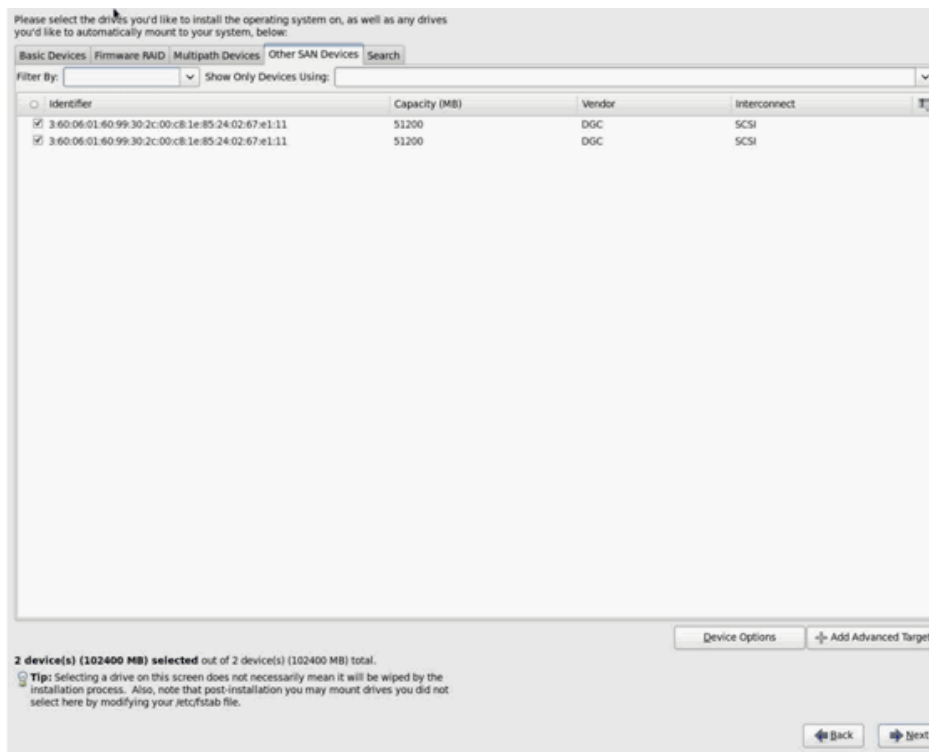 Please select the drives you'd like to install the operating system on, as well as any drives
you'd like to automatically mount to your system, below:
Basic Devices Firmware RAID Multipath Devices Other SAN Devices Search
Filter By: Show Only Devices Using:
Identifier Capacity (MB) Vendor Interconnect
3:60:06:01:60:99:30:2c:00:c8:1e:85:24:02:67:e1:11 51200 DGC SCSI
3:60:06:01:60:99:30:2c:00:c8:1e:85:24:02:67:e1:11 51200 DGC SCSI
Device Options Add Advanced Target
2 device(s) (102400 MB) selected out of 2 device(s) (102400 MB) total.
Tip: Selecting a drive on this screen does not necessarily mean it will be wiped by the
installation process. Also, note that post-installation you may mount drives you did not
select here by modifying your /etc/fstab file.
Back Next